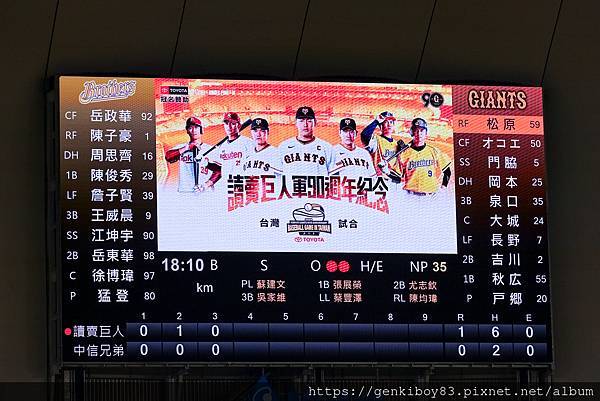 Brothers
GIANTS
TOYOTA
冠名贊助
90
CF 岳政華 92
RF 陳子豪 1
DH 周思齊 16
1B 陳俊秀 29
LF 詹子賢 39
3B 王威晨 9
SS 江坤宇 90
2B 岳東華 98
C 徐博瑋 97
P 猛登 80
RF 松原 59
CF オコエ 50
SS 門脇 5
DH 岡本 25
3B 泉口 35
C 大城 24
LF 長野 7
2B 吉川 2
1B 秋広 55
P 戸郷 20
讀賣巨人軍90週年紀念
台灣 試合
BASEBALL GAME IN TAIWAN
TOYOTA
18:10 B S O H/E NP 35
km
PL 蘇建文 1B 張展榮 2B 尤志欽
3B 吳家維 LL 蔡豐澤 RL 陳均瑋
1 2 3 4 5 6 7 8 9 R H E
讀賣巨人 0 1 0 1 6 0
中信兄弟 0 0 0 0 2 0
https://genkiboy83.pixnet.net/album